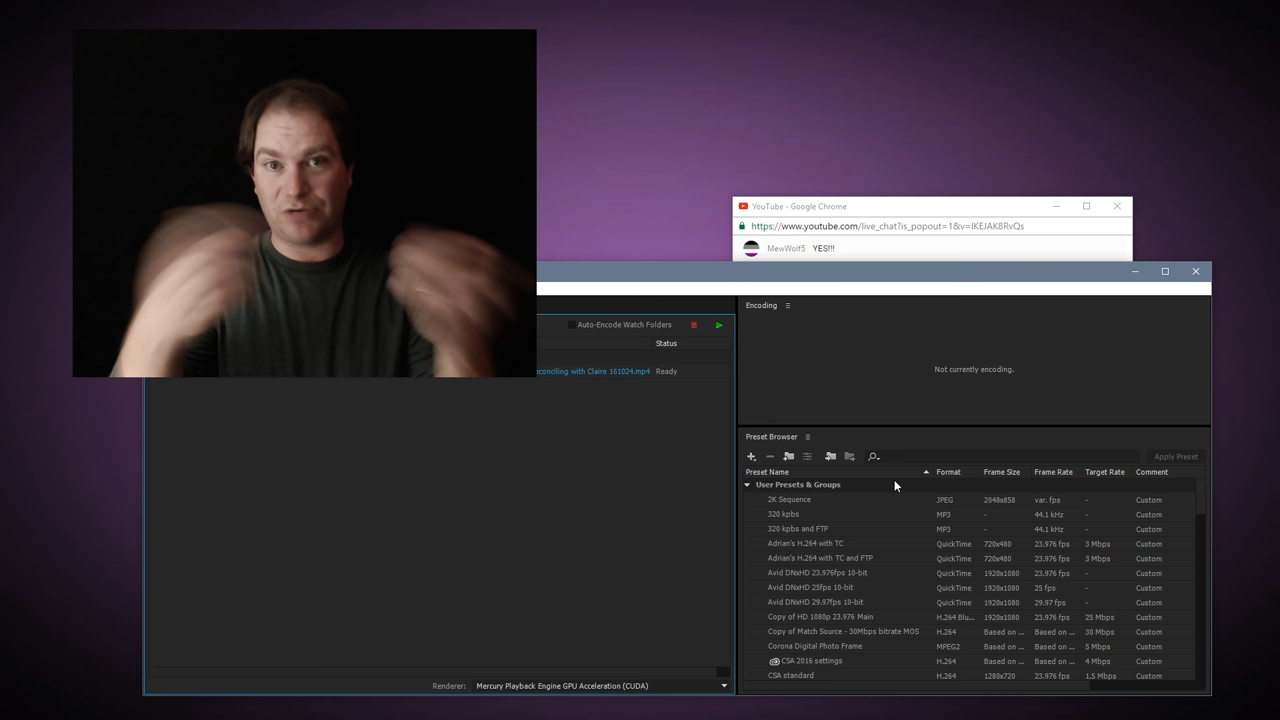 YouTube - Google Chrome
https://www.youtube.com/live_chat?is_popout=1&v=IKEJAK8RvQs
MewWolf5 YES!!!
Auto-Encode Watch Folders
Status
econciling with Claire 161024.mp4 Ready
Renderer: Mercury Playback Engine GPU Acceleration (CUDA)
Encoding
Not currently encoding.
Preset Browser
Apply Preset
Preset Name Format Frame Size Frame Rate Target Rate Comment
User Presets & Groups
2K Sequence JPEG 2048x858 var. fps - Custom
320 kpbs MP3 - 44.1 kHz - Custom
320 kpbs and FTP MP3 - 44.1 kHz - Custom
Adrian's H.264 with TC QuickTime 720x480 23.976 fps 3 Mbps Custom
Adrian's H.264 with TC and FTP QuickTime 720x480 23.976 fps 3 Mbps Custom
Avid DNxHD 23.976fps 10-bit QuickTime 1920x1080 23.976 fps - Custom
Avid DNxHD 25fps 10-bit QuickTime 1920x1080 25 fps - Custom
Avid DNxHD 29.97fps 10-bit QuickTime 1920x1080 29.97 fps - Custom
Copy of HD 1080p 23.976 Main H.264 Blu... 1920x1080 23.976 fps 25 Mbps Custom
Copy of Match Source - 30Mbps bitrate MOS H.264 Based on ... Based on ... 30 Mbps Custom
Corona Digital Photo Frame MPEG2 Based on ... Based on ... 5 Mbps Custom
CSA 2016 settings H.264 Based on ... Based on ... 4 Mbps Custom
CSA standard H.264 1280x720 23.976 fps 1.5 Mbps Custom